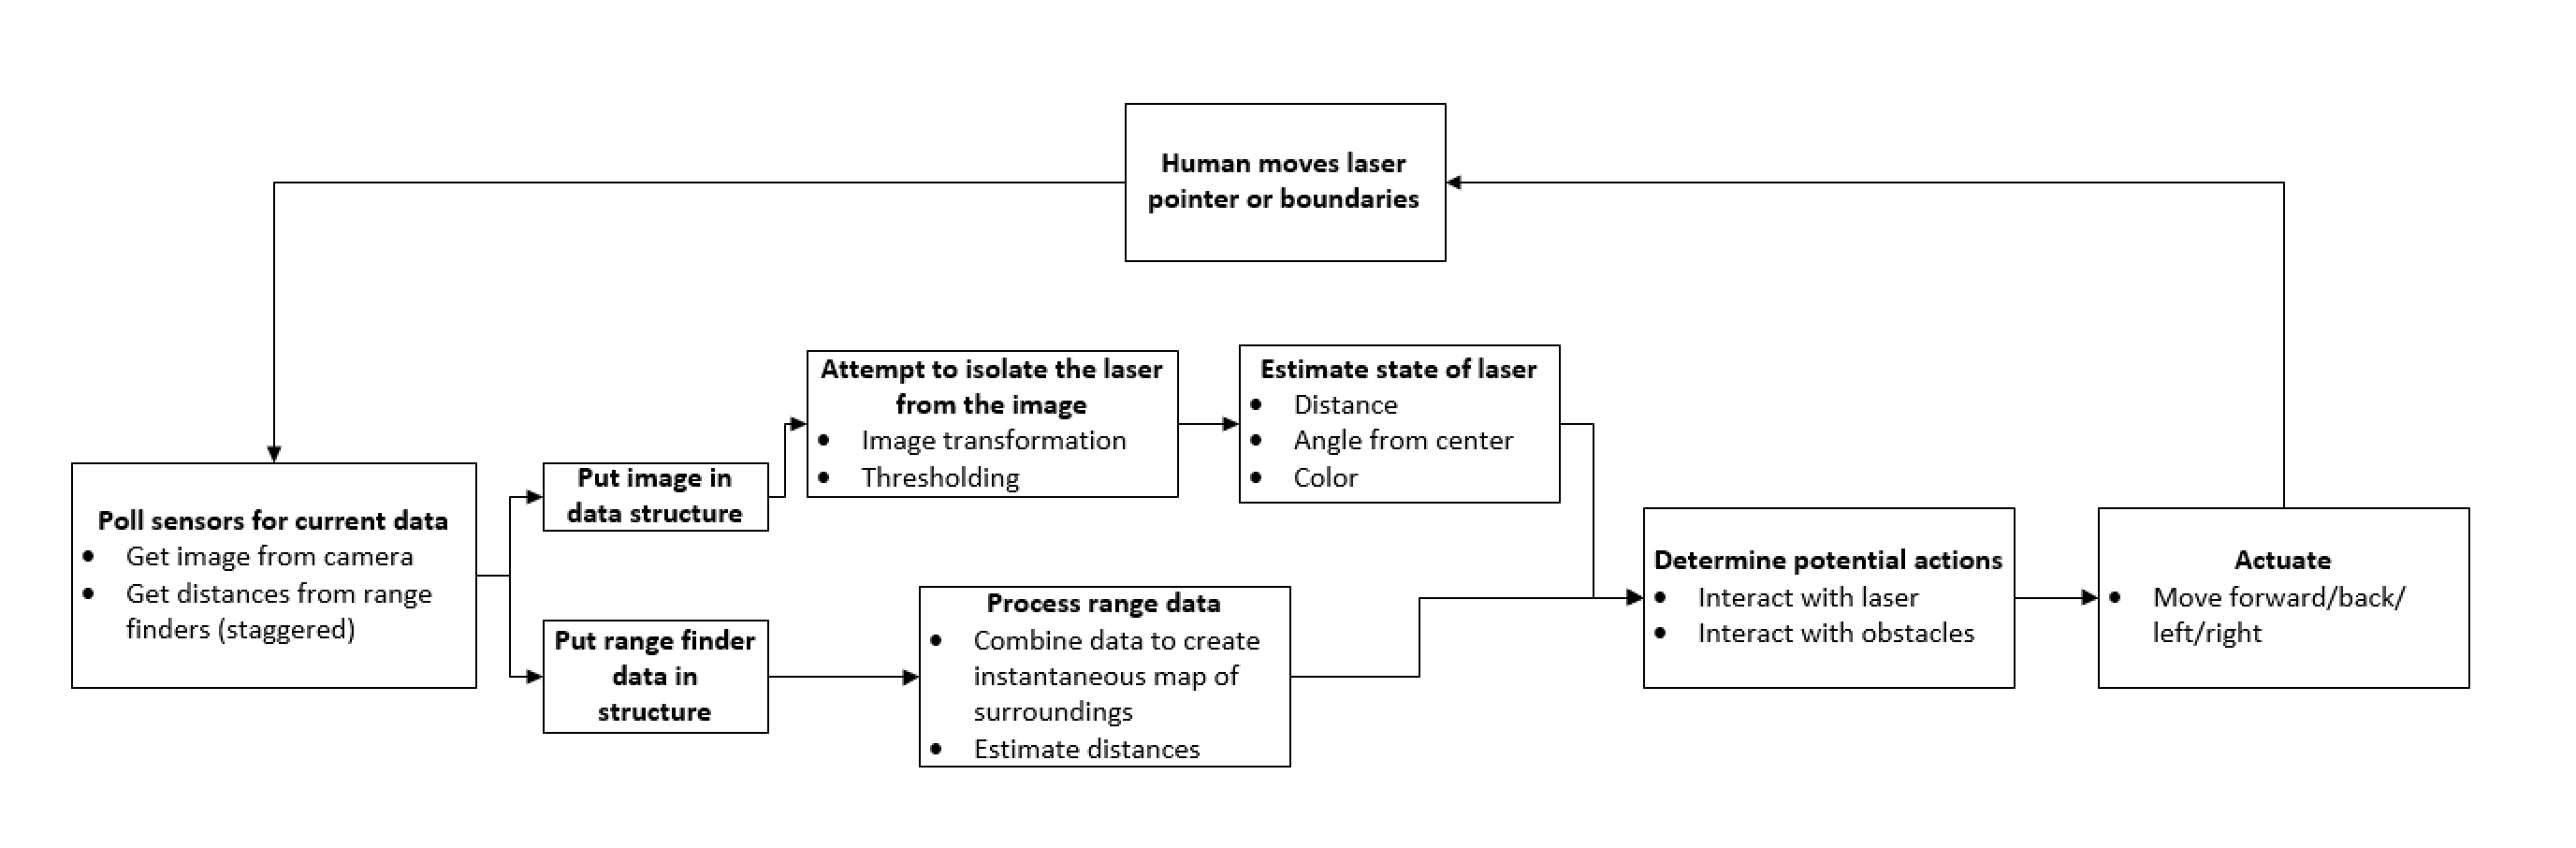 Human moves laser
pointer or boundaries
Attempt to isolate the laser
from the image
• Image transformation
• Thresholding
Estimate state of laser
• Distance
• Angle from center
• Color
Poll sensors for current data
• Get image from camera
• Get distances from range
finders (staggered)
Put image in
data structure
Put range finder
data in
structure
Process range data
• Combine data to create
instantaneous map of
surroundings
• Estimate distances
Determine potential actions
• Interact with laser
• Interact with obstacles
Actuate
• Move forward/back/
left/right